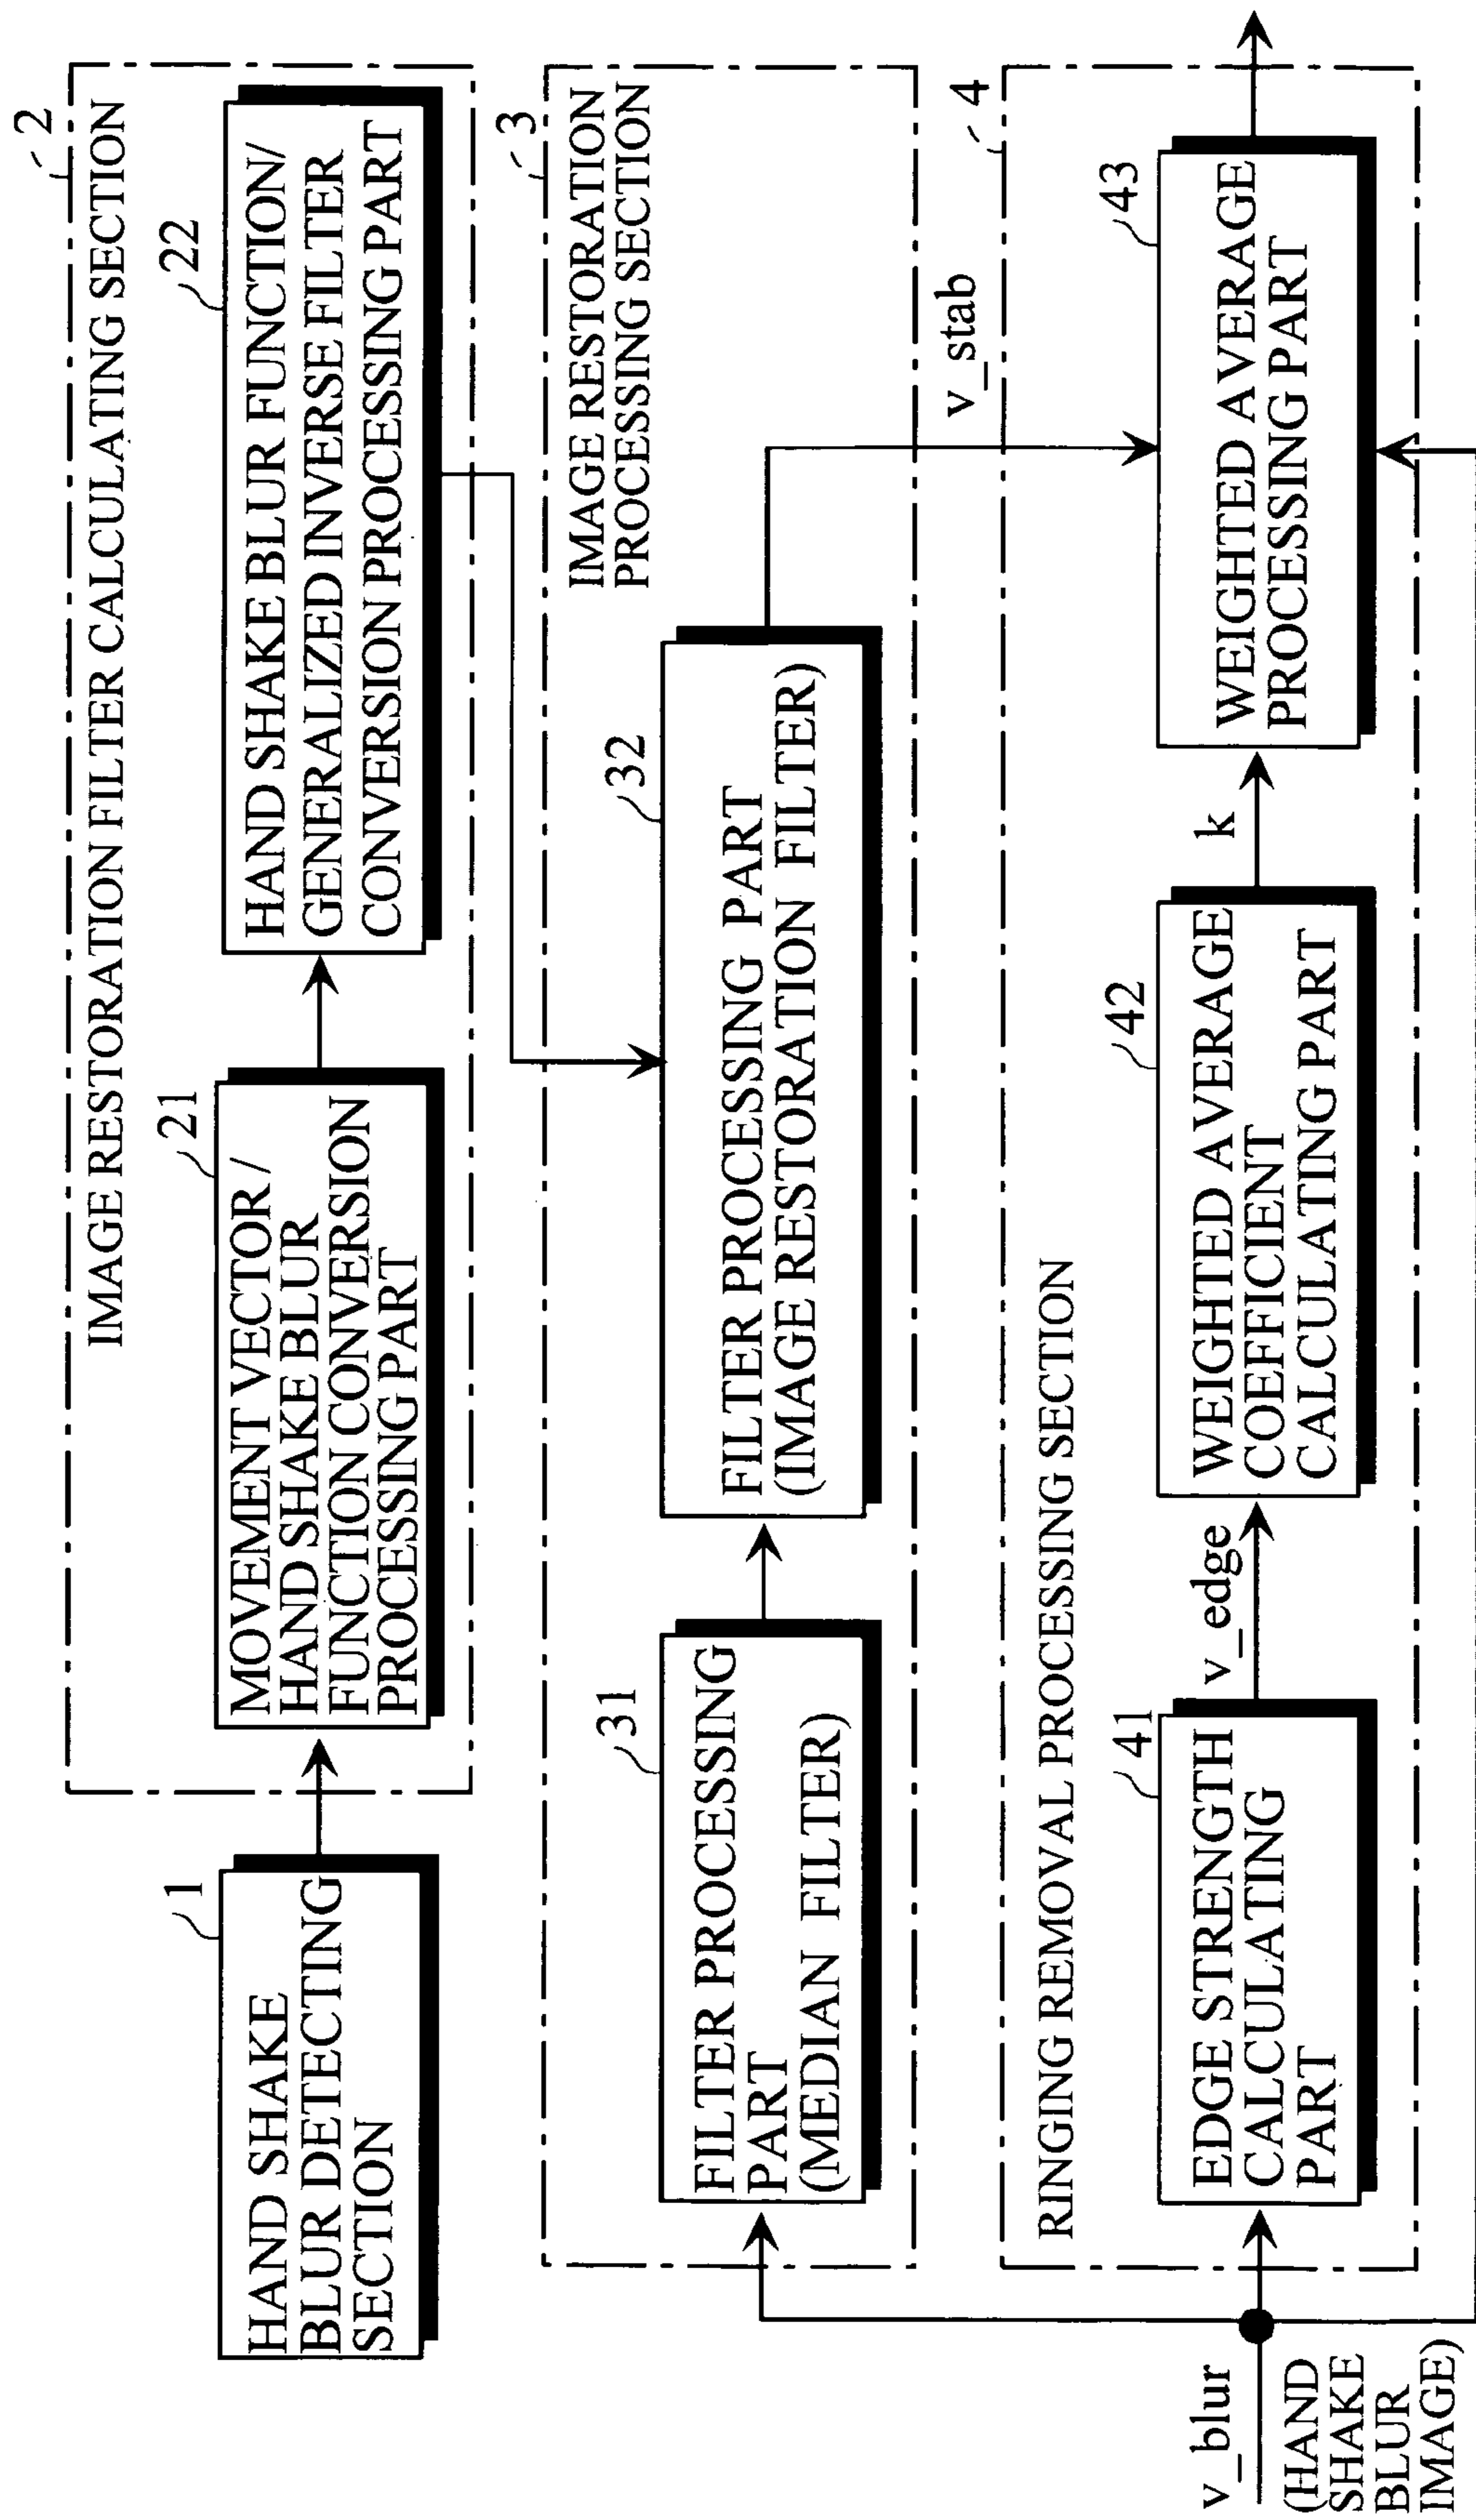 2
IMAGE RESTORATION FILTER CALCULATING SECTION
1
HAND SHAKE
BLUR DETECTING
SECTION
21
MOVEMENT VECTOR/
HAND SHAKE BLUR
FUNCTION CONVERSION
PROCESSING PART
22
HAND SHAKE BLUR FUNCTION/
GENERALIZED INVERSE FILTER
CONVERSION PROCESSING PART
3
IMAGE RESTORATION
PROCESSING SECTION
31
FILTER PROCESSING
PART
(MEDIAN FILTER)
32
FILTER PROCESSING PART
(IMAGE RESTORATION FILTER)
v_stab
4
RINGING REMOVAL PROCESSING SECTION
v_blur
(HAND
SHAKE
BLUR
IMAGE)
41
EDGE STRENGTH
CALCULATING
PART
v_edge
42
WEIGHTED AVERAGE
COEFFICIENT
CALCULATING PART
k
43
WEIGHTED AVERAGE
PROCESSING PART